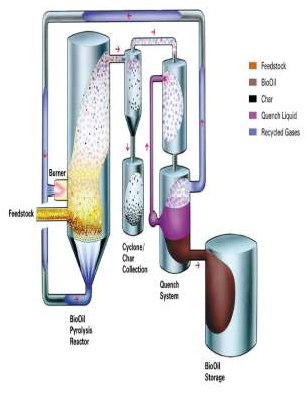 Feedstock
BioOil
Char
Quench Liquid
Recycled Gases
Burner
Feedstock
Cyclone/
Char
Collection
Quench
System
BioOil
Pyrolysis
Reactor
BioOil
Storage